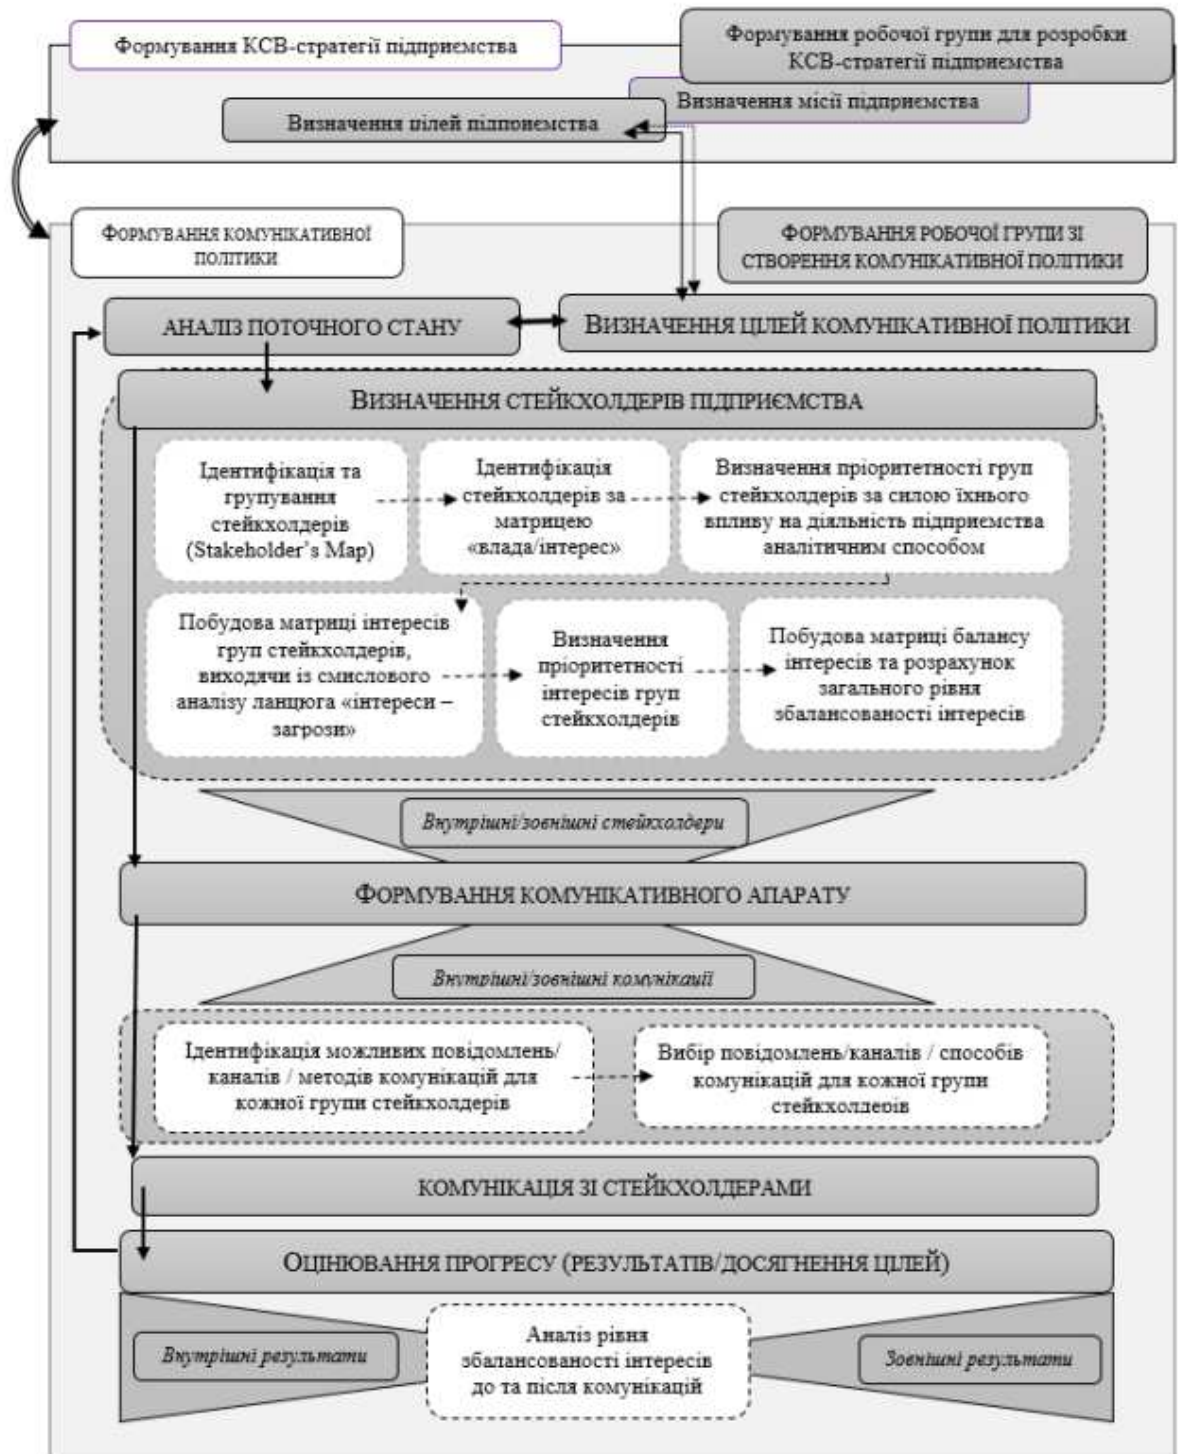 Формування КСВ-стратегії підприємства
Формування робочої групи для розробки
КСВ-стратегії підприємства
Визначення місії підприємства
Визначення цілей підприємства
ФОРМУВАННЯ КОМУНІКАТИВНОЇ
ПОЛІТИКИ
ФОРМУВАННЯ РОБОЧОЇ ГРУПИ ЗІ
СТВОРЕННЯ КОМУНІКАТИВНОЇ ПОЛІТИКИ
АНАЛІЗ ПОТОЧНОГО СТАНУ
ВИЗНАЧЕННЯ ЦІЛЕЙ КОМУНІКАТИВНОЇ ПОЛІТИКИ
ВИЗНАЧЕННЯ СТЕЙКХОЛДЕРІВ ПІДПРИЄМСТВА
Ідентифікація та
групування
стейкхолдерів
(Stakeholder’s Map)
Ідентифікація
стейкхолдерів за
матрицею
«влада/інтерес»
Визначення пріоритетності груп
стейкхолдерів за силою їхнього
впливу на діяльність підприємства
аналітичним способом
Побудова матриці інтересів
груп стейкхолдерів,
виходячи із смислового
аналізу ланцюга «інтереси –
загрози»
Визначення
пріоритетності
інтересів груп
стейкхолдерів
Побудова матриці балансу
інтересів та розрахунок
загального рівня
збалансованості інтересів
Внутрішні/зовнішні стейкхолдери
ФОРМУВАННЯ КОМУНІКАТИВНОГО АПАРАТУ
Внутрішні/зовнішні комунікації
Ідентифікація можливих повідомлень/
каналів / методів комунікацій для
кожної групи стейкхолдерів
Вибір повідомлень/каналів / способів
комунікацій для кожної групи
стейкхолдерів
КОМУНІКАЦІЯ ЗІ СТЕЙКХОЛДЕРАМИ
ОЦІНЮВАННЯ ПРОГРЕСУ (РЕЗУЛЬТАТІВ/ДОСЯГНЕННЯ ЦІЛЕЙ)
Внутрішні результати
Аналіз рівня
збалансованості інтересів
до та після комунікацій
Зовнішні результати